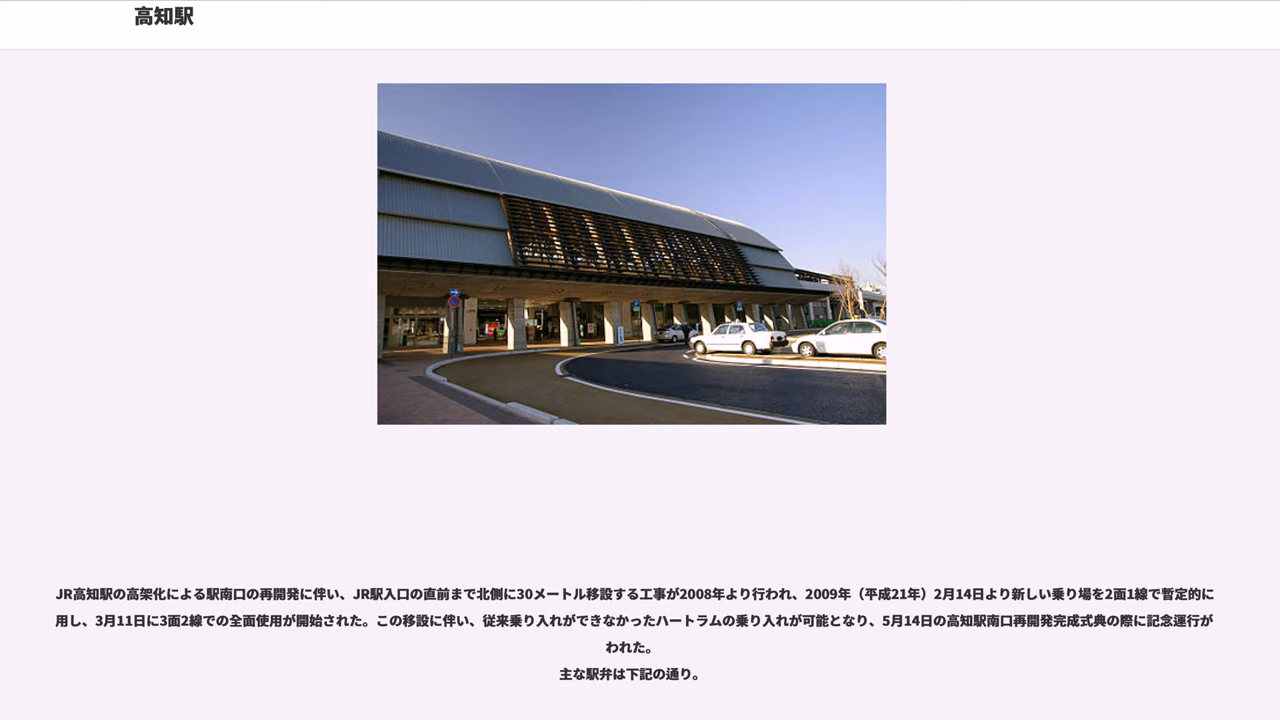 高知駅
JR高知駅の高架化による駅南口の再開発に伴い、JR駅入口の直前まで北側に30メートル移設する工事が2008年より行われ、2009年（平成21年）2月14日より新しい乗り場を2面1線で暫定的に
用し、3月11日に3面2線での全面使用が開始された。この移設に伴い、従来乗り入れができなかったハートラムの乗り入れが可能となり、5月14日の高知駅南口再開発完成式典の際に記念運行が
われた。
主な駅弁は下記の通り。